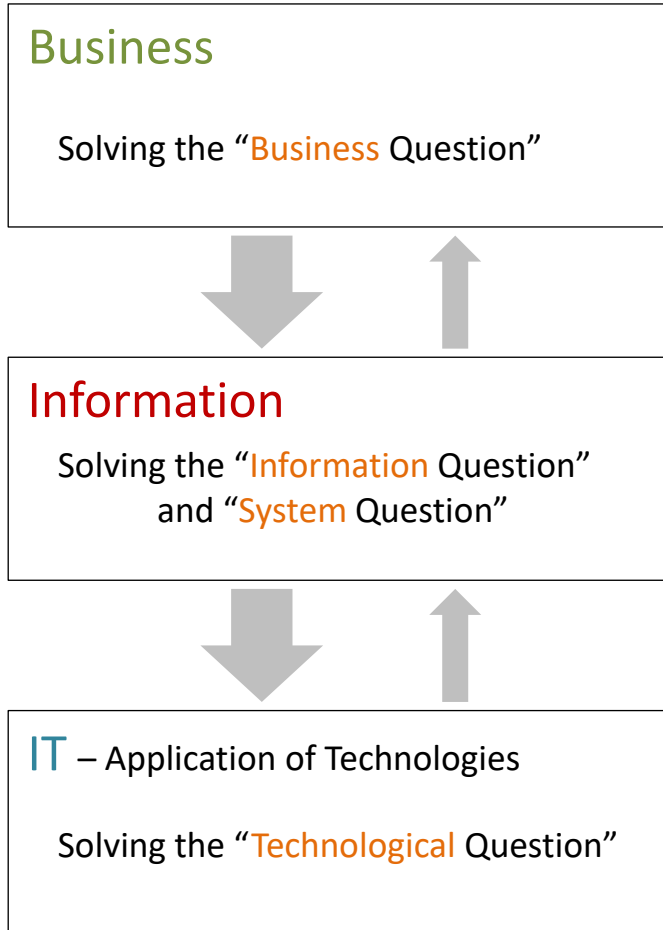 Business
Solving the “Business Question”
Information
Solving the “Information Question”
and “System Question”
IT – Application of Technologies
Solving the “Technological Question”